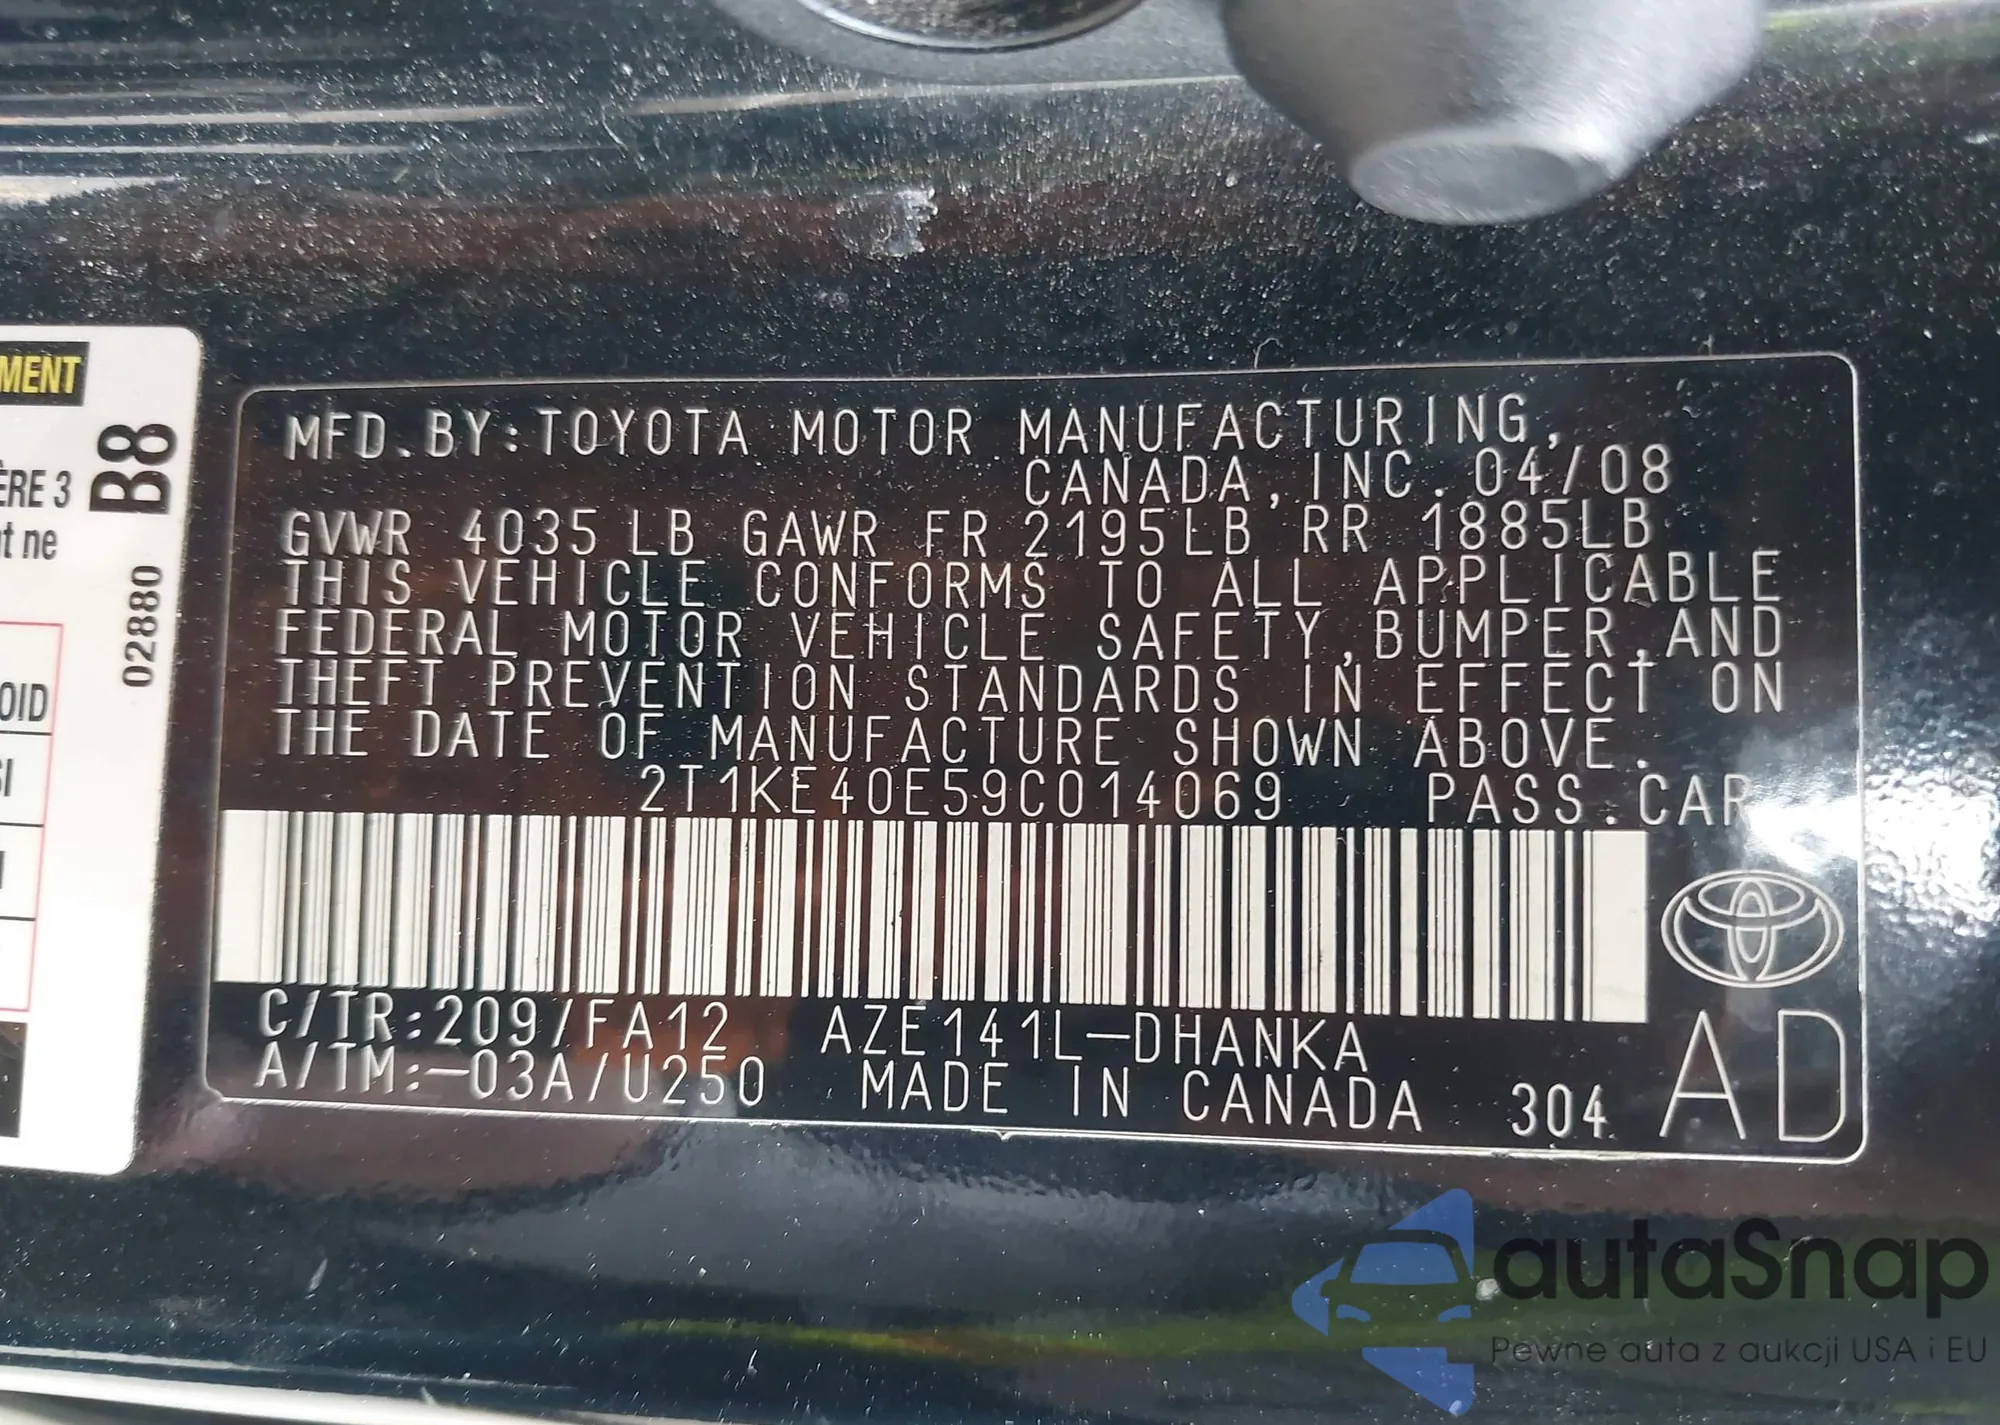 MENT
B8
ÈRE 3
t ne
02880
OID
SI
MFD.BY:TOYOTA MOTOR MANUFACTURING,
CANADA,INC. 04/08
GVWR 4035LB GAWR FR 2195LB RR 1885LB
THIS VEHICLE CONFORMS TO ALL APPLICABLE
FEDERAL MOTOR VEHICLE SAFETY,BUMPER,AND
THEFT PREVENTION STANDARDS IN EFFECT ON
THE DATE OF MANUFACTURE SHOWN ABOVE.
2T1KE40E59C014069 PASS.CAR
C/TR:209/FA12 AZE141L-DHANKA
A/TM:-03A/U250 MADE IN CANADA 304
AD
autaSnap
Pewne auta z aukcji USA i EU